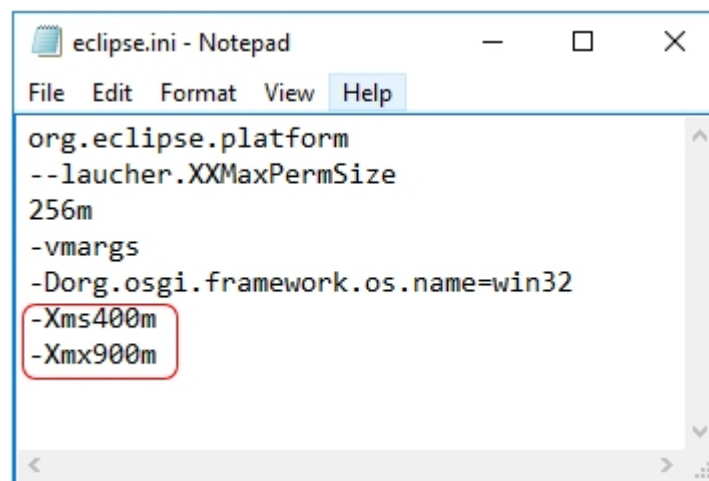 eclipse.ini - Notepad
File Edit Format View Help
org.eclipse.platform
--laucher.XXMaxPermSize
256m
-vmargs
-Dorg.osgi.framework.os.name=win32
-Xms400m
-Xmx900m